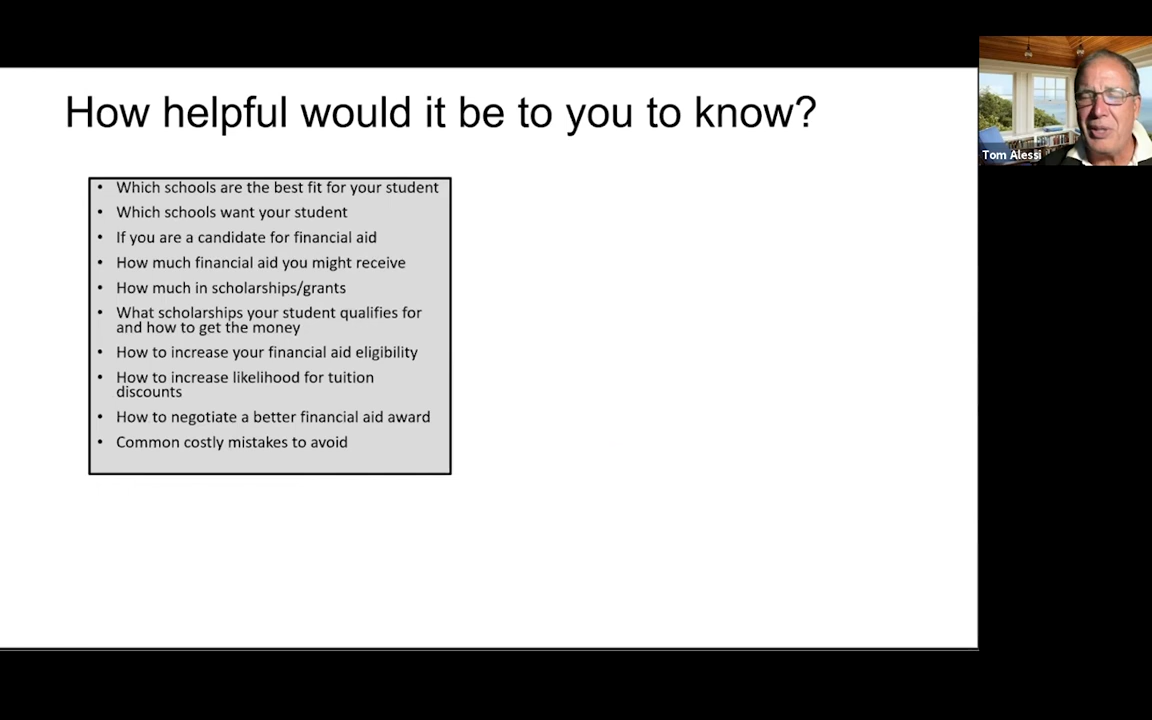 How helpful would it be to you to know?
Tom Alessi
• Which schools are the best fit for your student
• Which schools want your student
• If you are a candidate for financial aid
• How much financial aid you might receive
• How much in scholarships/grants
• What scholarships your student qualifies for
and how to get the money
• How to increase your financial aid eligibility
• How to increase likelihood for tuition
discounts
• How to negotiate a better financial aid award
• Common costly mistakes to avoid